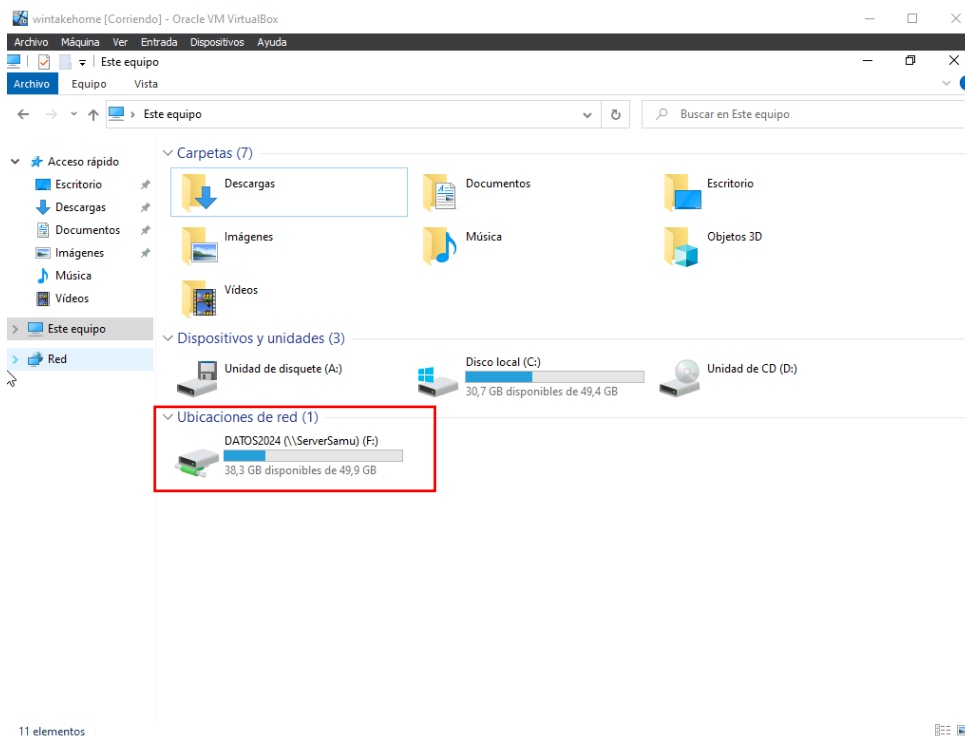 wintakehome [Corriendo] - Oracle VM VirtualBox
Archivo Máquina Ver Entrada Dispositivos Ayuda
Este equipo
Archivo Equipo Vista
Este equipo
Buscar en Este equipo
Acceso rápido
Escritorio
Descargas
Documentos
Imágenes
Música
Vídeos
Este equipo
Red
Carpetas (7)
Descargas
Documentos
Escritorio
Imágenes
Música
Objetos 3D
Vídeos
Dispositivos y unidades (3)
Unidad de disquete (A:)
Disco local (C:)
30,7 GB disponibles de 49,4 GB
Unidad de CD (D:)
Ubicaciones de red (1)
DATOS2024 (\\ServerSamu) (F:)
38,3 GB disponibles de 49,9 GB
11 elementos